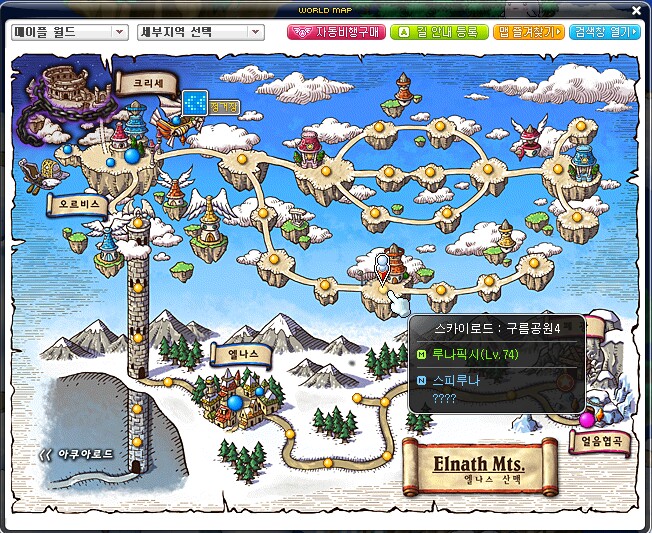 WORLD MAP
메이플 월드
세부지역 선택
자동비행구매
길 안내 등록
맵 즐겨찾기
검색창 열기
크리세
정거장
오르비스
스카이로드 : 구름공원4
M 루나픽시(Lv.74)
N 스피루나
????
엘나스
얼음협곡
<< 아쿠아로드
Elnath Mts.
엘나스 산맥